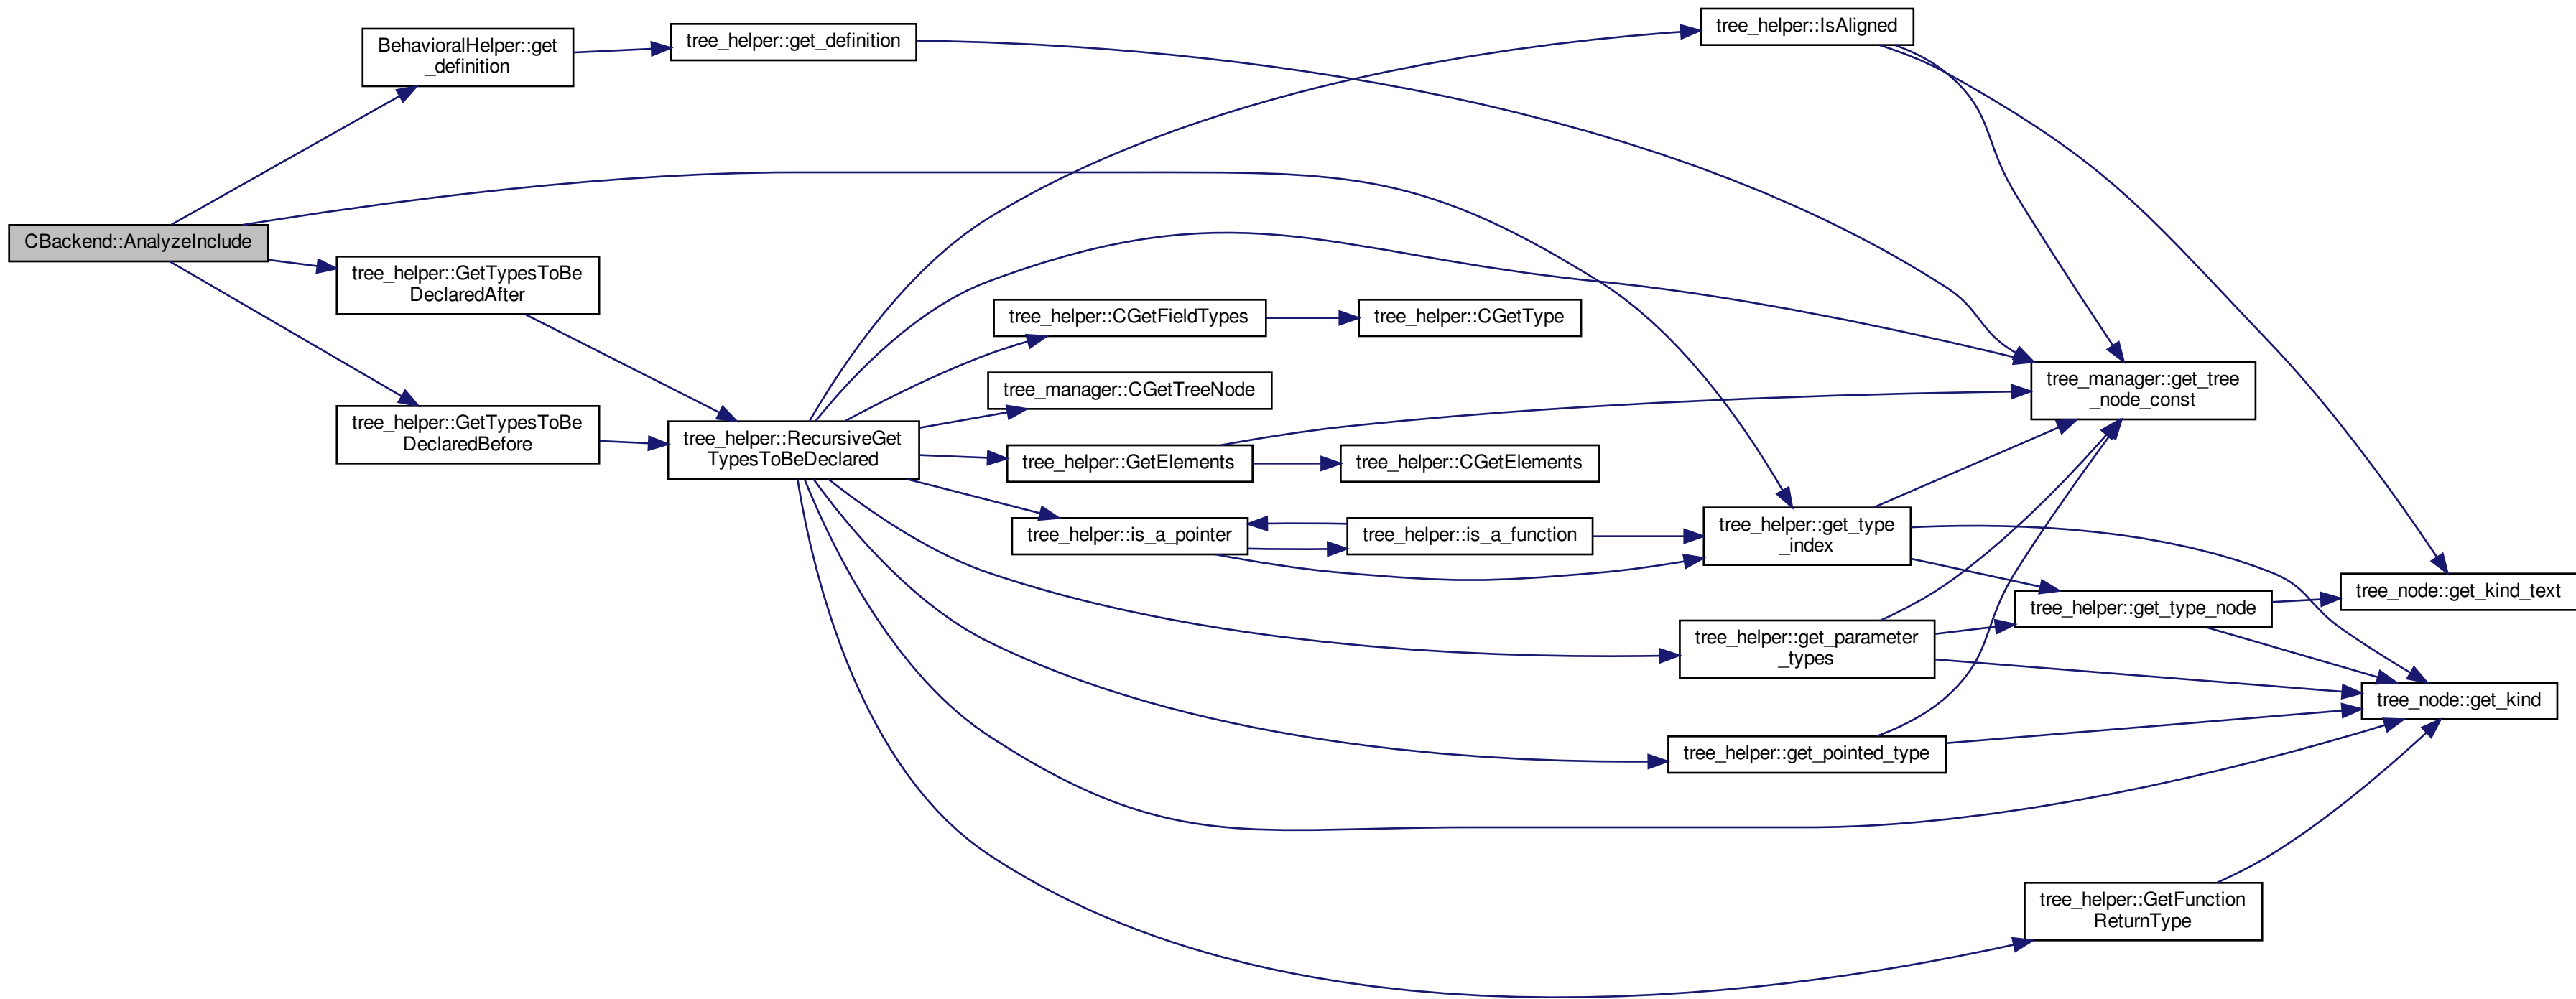 CBackend::AnalyzeInclude
BehavioralHelper::get
_definition
tree_helper::get_definition
tree_helper::GetTypesToBe
DeclaredAfter
tree_helper::GetTypesToBe
DeclaredBefore
tree_helper::RecursiveGet
TypesToBeDeclared
tree_helper::CGetFieldTypes
tree_helper::CGetType
tree_manager::CGetTreeNode
tree_helper::GetElements
tree_helper::CGetElements
tree_helper::is_a_pointer
tree_helper::is_a_function
tree_helper::IsAligned
tree_manager::get_tree
_node_const
tree_helper::get_type
_index
tree_helper::get_type_node
tree_node::get_kind_text
tree_helper::get_parameter
_types
tree_node::get_kind
tree_helper::get_pointed_type
tree_helper::GetFunction
ReturnType